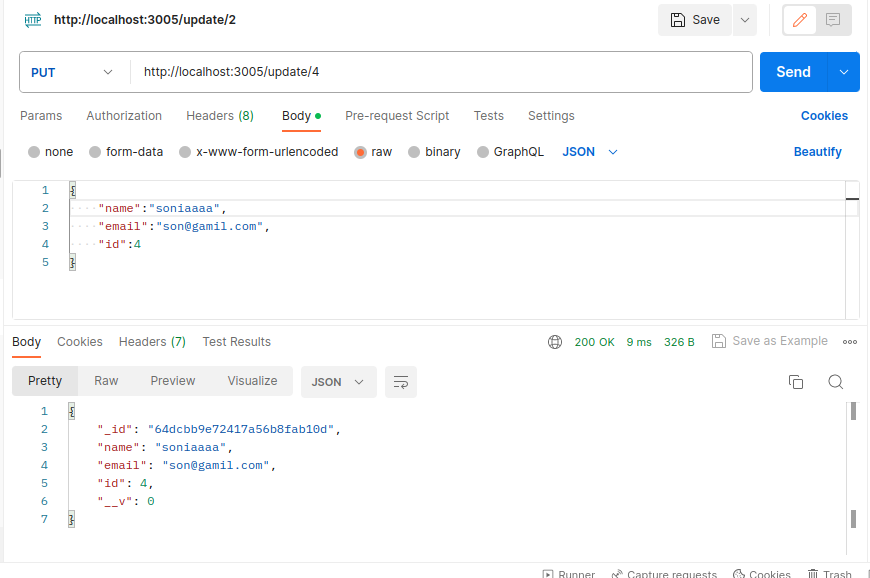 HTTP http://localhost:3005/update/2 Save
PUT http://localhost:3005/update/4 Send
Params Authorization Headers (8) Body Pre-request Script Tests Settings Cookies
none form-data x-www-form-urlencoded raw binary GraphQL JSON Beautify
1 {
2 "name":"soniaaaa",
3 "email":"son@gamil.com",
4 "id":4
5 }
Body Cookies Headers (7) Test Results 200 OK 9 ms 326 B Save as Example
Pretty Raw Preview Visualize JSON
1 {
2 "_id": "64dcbb9e72417a56b8fab10d",
3 "name": "soniaaaa",
4 "email": "son@gamil.com",
5 "id": 4,
6 "__v": 0
7 }
Runner Capture requests Cookies Trash